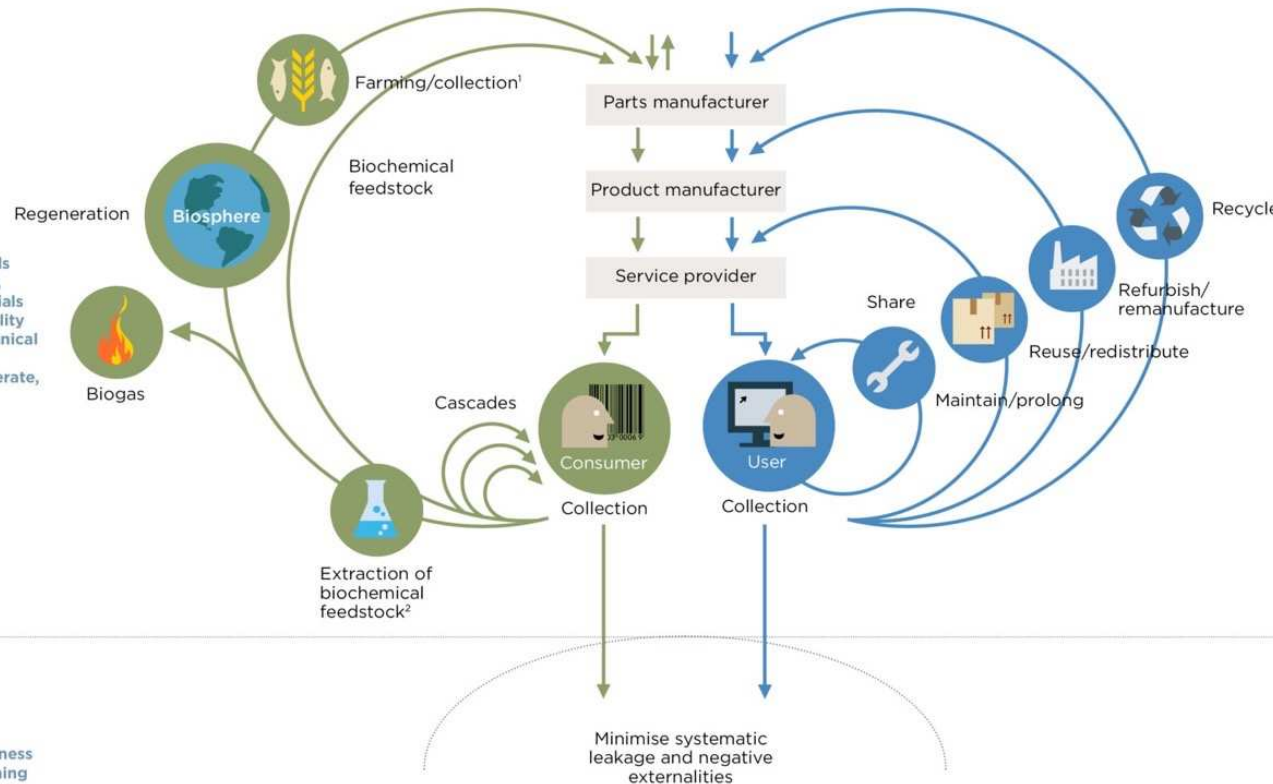 Farming/collection¹
Parts manufacturer
Biochemical
feedstock
Product manufacturer
Regeneration
Biosphere
Recycle
Service provider
Share
Refurbish/
remanufacture
Reuse/redistribute
Biogas
Cascades
Maintain/prolong
Consumer
User
Collection
Collection
Extraction of
biochemical
feedstock²
Minimise systematic
leakage and negative
externalities